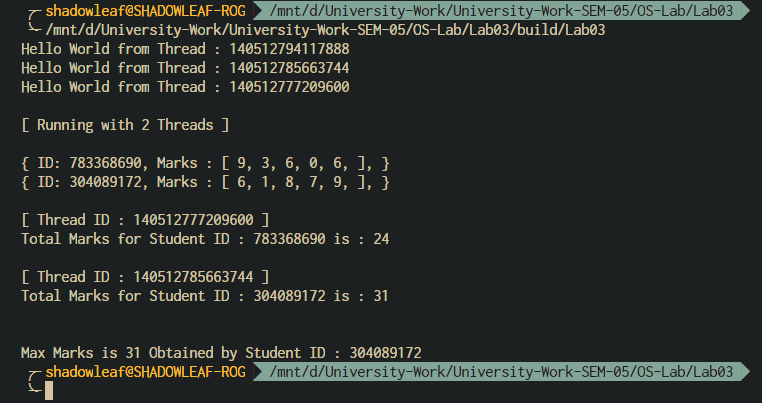 shadowleaf@SHADOWLEAF-ROG /mnt/d/University-Work/University-Work-SEM-05/OS-Lab/Lab03
/mnt/d/University-Work/University-Work-SEM-05/OS-Lab/Lab03/build/Lab03
Hello World from Thread : 140512794117888
Hello World from Thread : 140512785663744
Hello World from Thread : 140512777209600
[ Running with 2 Threads ]
{ ID: 783368690, Marks : [ 9, 3, 6, 0, 6, ], }
{ ID: 304089172, Marks : [ 6, 1, 8, 7, 9, ], }
[ Thread ID : 140512777209600 ]
Total Marks for Student ID : 783368690 is : 24
[ Thread ID : 140512785663744 ]
Total Marks for Student ID : 304089172 is : 31
Max Marks is 31 Obtained by Student ID : 304089172
shadowleaf@SHADOWLEAF-ROG /mnt/d/University-Work/University-Work-SEM-05/OS-Lab/Lab03